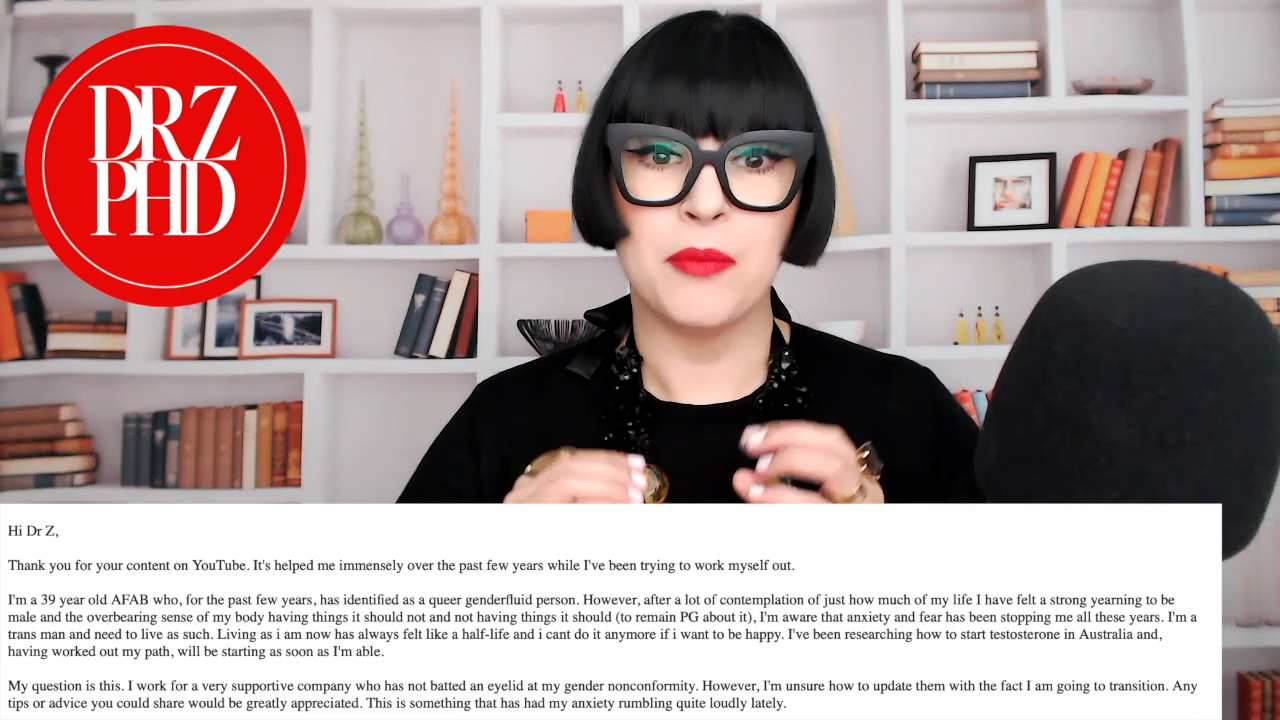 DRZ
PHD
Hi Dr Z,
Thank you for your content on YouTube. It's helped me immensely over the past few years while I've been trying to work myself out.
I'm a 39 year old AFAB who, for the past few years, has identified as a queer genderfluid person. However, after a lot of contemplation of just how much of my life I have felt a strong yearning to be
male and the overbearing sense of my body having things it should not and not having things it should (to remain PG about it), I'm aware that anxiety and fear has been stopping me all these years. I'm a
trans man and need to live as such. Living as i am now has always felt like a half-life and i cant do it anymore if i want to be happy. I've been researching how to start testosterone in Australia and,
having worked out my path, will be starting as soon as I'm able.
My question is this. I work for a very supportive company who has not batted an eyelid at my gender nonconformity. However, I'm unsure how to update them with the fact I am going to transition. Any
tips or advice you could share would be greatly appreciated. This is something that has had my anxiety rumbling quite loudly lately.